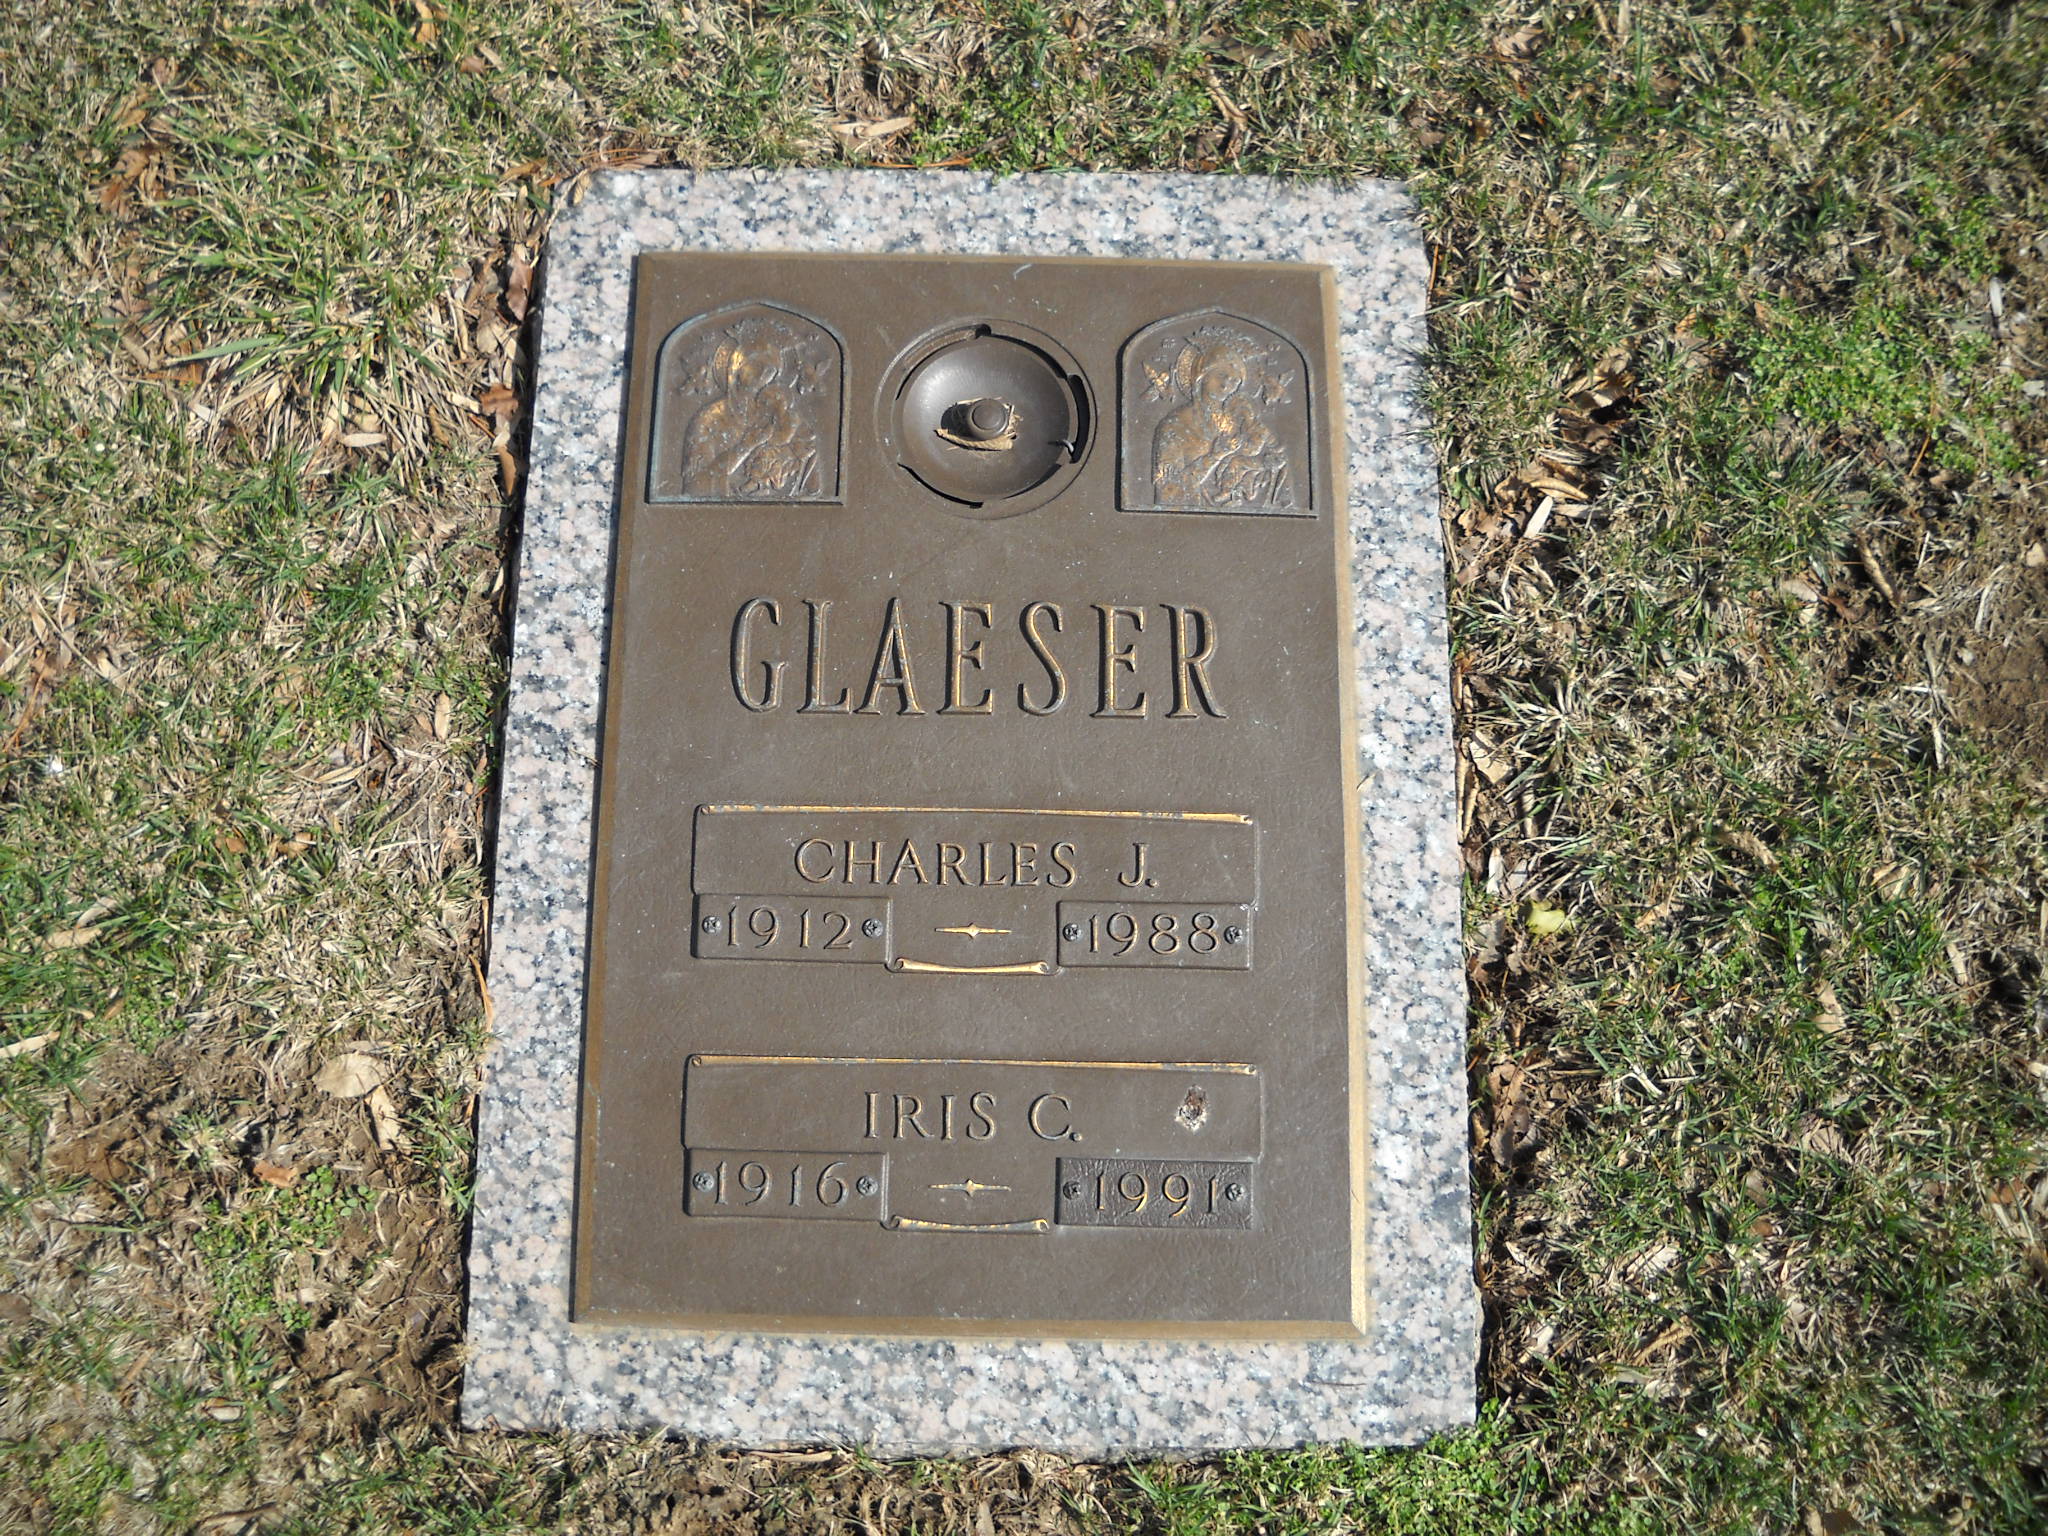 GLAESER
CHARLES J.
1912 1988
IRIS C.
1916 1991